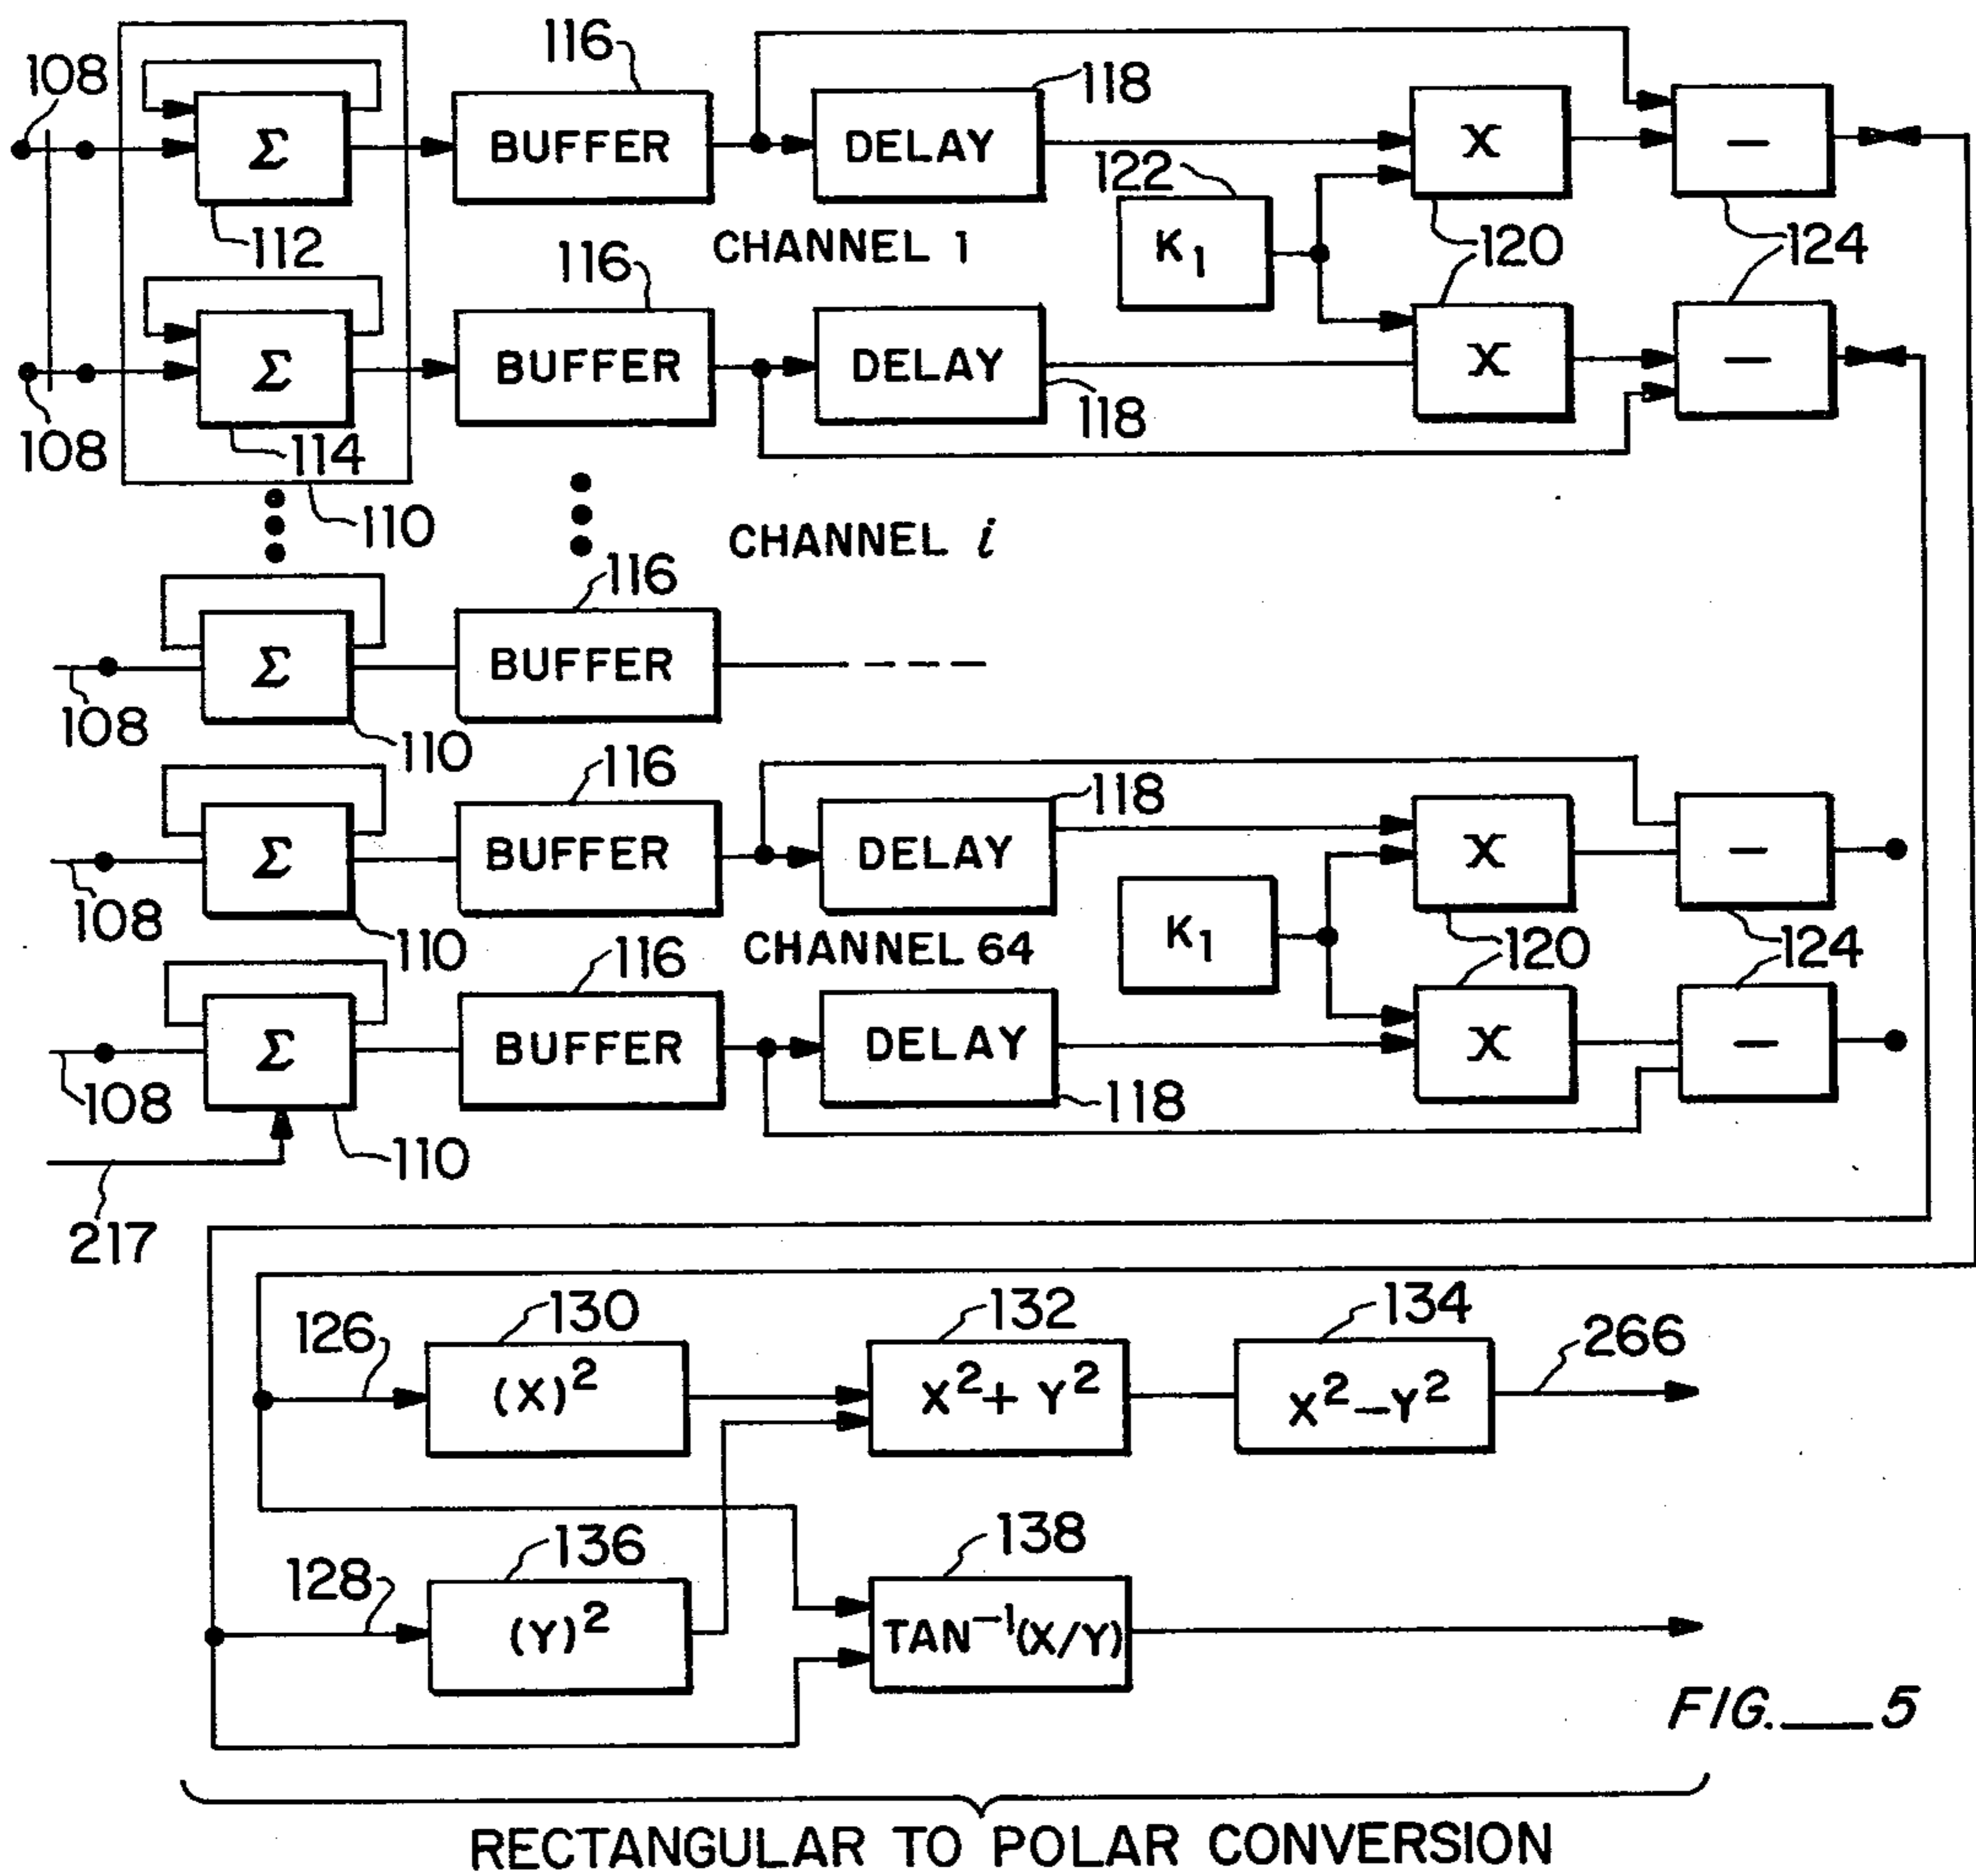 116
108
118
Σ
BUFFER
DELAY
X
−
122
112
116
CHANNEL 1
K1
120
124
Σ
BUFFER
DELAY
X
−
108
114
118
110
CHANNEL i
116
Σ
BUFFER
108
110
116
118
Σ
BUFFER
DELAY
X
−
108
110
116
CHANNEL 64
K1
120
124
Σ
BUFFER
DELAY
X
−
108
110
118
217
130
132
134
126
266
(X)²
X²+ Y²
X²−Y²
136
138
128
(Y)²
TAN⁻¹(X/Y)
FIG.___5
RECTANGULAR TO POLAR CONVERSION